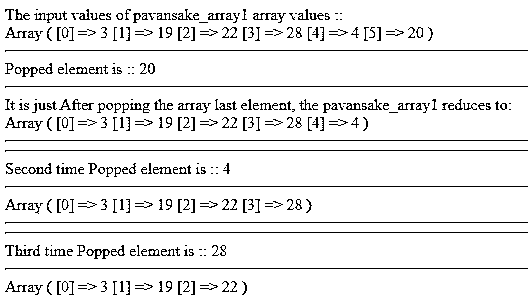 The input values of pavansake_array1 array values ::
Array ( [0] => 3 [1] => 19 [2] => 22 [3] => 28 [4] => 4 [5] => 20 )
Popped element is :: 20
It is just After popping the array last element, the pavansake_array1 reduces to:
Array ( [0] => 3 [1] => 19 [2] => 22 [3] => 28 [4] => 4 )
Second time Popped element is :: 4
Array ( [0] => 3 [1] => 19 [2] => 22 [3] => 28 )
Third time Popped element is :: 28
Array ( [0] => 3 [1] => 19 [2] => 22 )